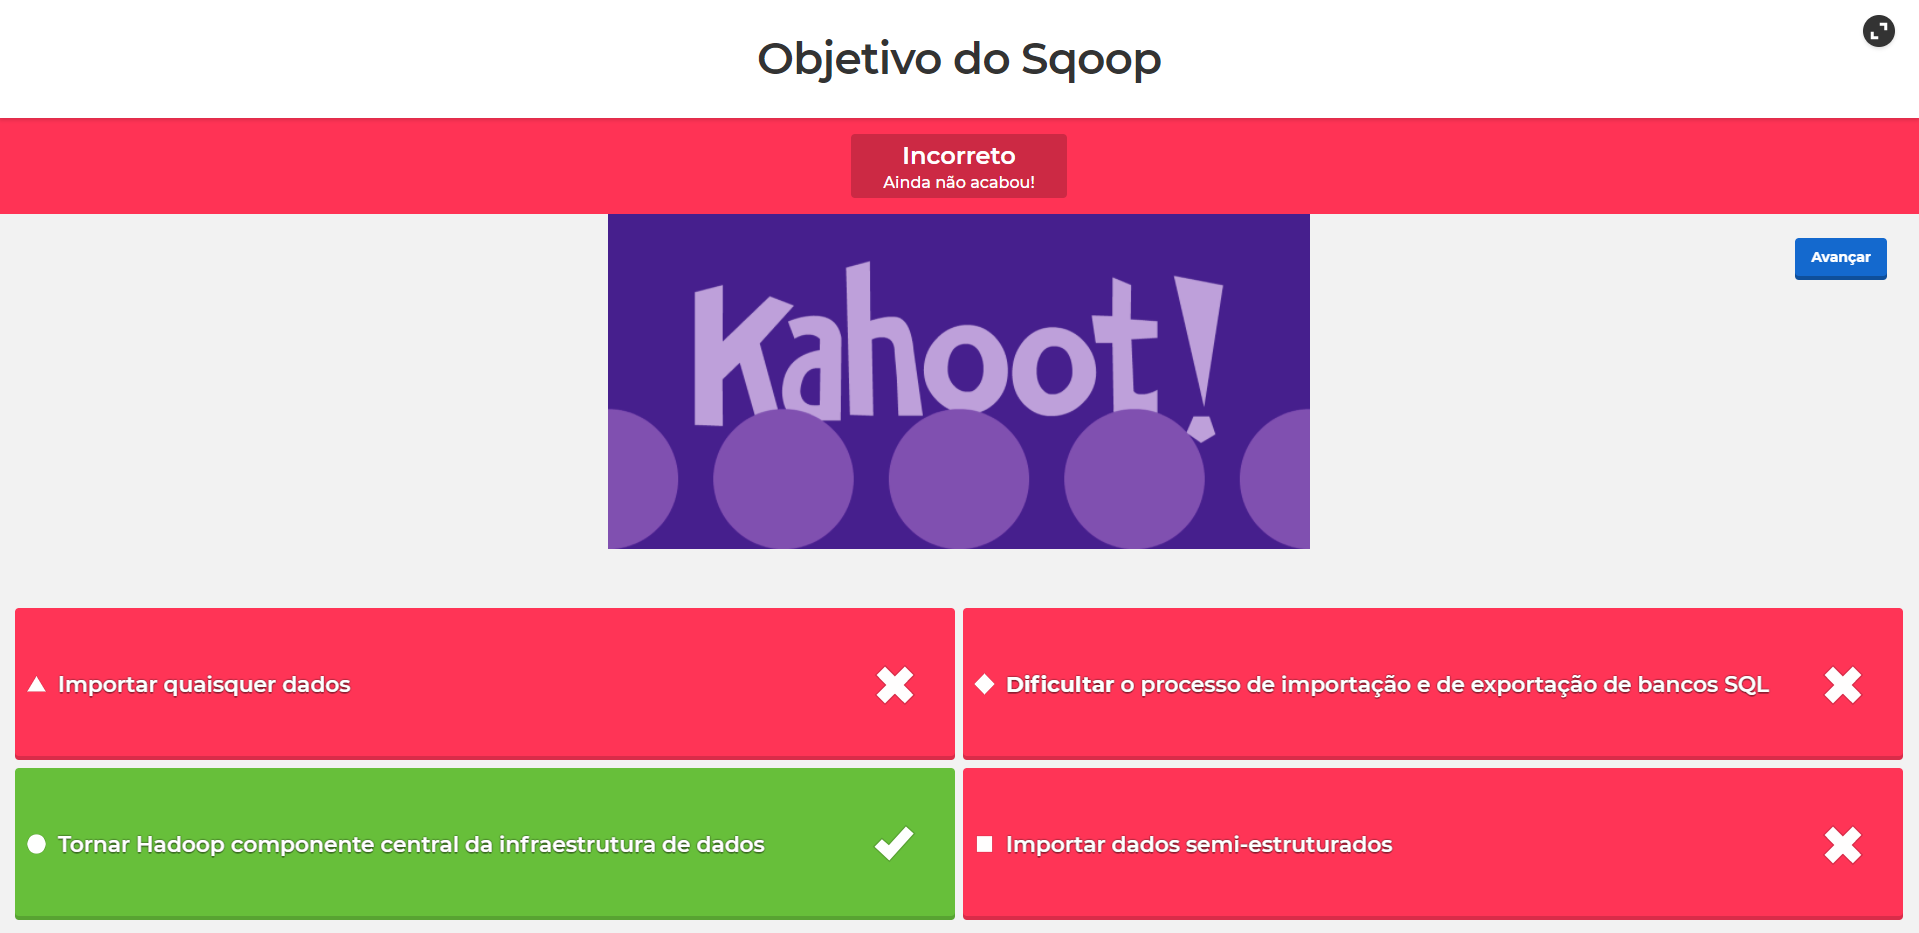 Objetivo do Sqoop
Incorreto
Ainda não acabou!
Avançar
Kahoot!
Importar quaisquer dados
Dificultar o processo de importação e de exportação de bancos SQL
Tornar Hadoop componente central da infraestrutura de dados
Importar dados semi-estruturados